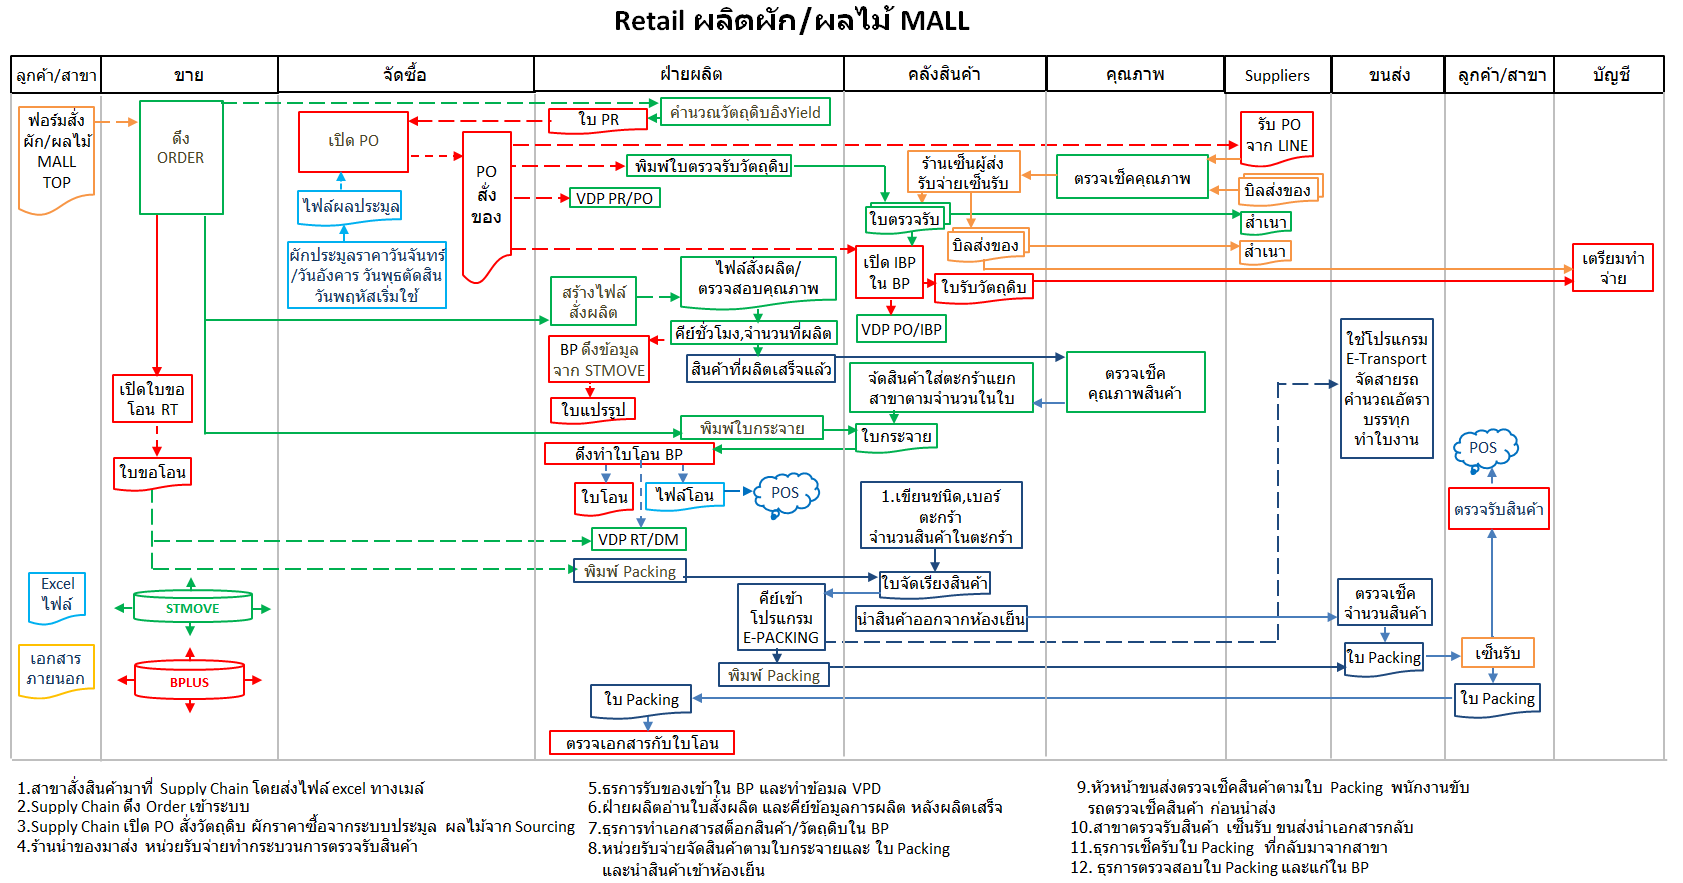 Retail ผลิตผัก/ผลไม้ MALL
ลูกค้า/สาขา
ขาย
จัดซื้อ
ฝ่ายผลิต
คลังสินค้า
คุณภาพ
Suppliers
ขนส่ง
ลูกค้า/สาขา
บัญชี
ฟอร์มสั่ง
ผัก/ผลไม้
MALL
TOP
ดึง
ORDER
เปิด PO
ใบ PR
คำนวณวัตถุดิบอิงYield
รับ PO
จาก LINE
PO
สั่ง
ของ
พิมพ์ใบตรวจรับวัตถุดิบ
ร้านเซ็นผู้ส่ง
รับจ่ายเซ็นรับ
ตรวจเช็คคุณภาพ
บิลส่งของ
ไฟล์ผลประมูล
VDP PR/PO
ใบตรวจรับ
สำเนา
ผักประมูลราคาวันจันทร์
/วันอังคาร วันพุธตัดสิน
วันพฤหัสเริ่มใช้
บิลส่งของ
สำเนา
ไฟล์สั่งผลิต/
ตรวจสอบคุณภาพ
เปิด IBP
ใน BP
ใบรับวัตถุดิบ
เตรียมทำ
จ่าย
สร้างไฟล์
สั่งผลิต
คีย์ชั่วโมง,จำนวนที่ผลิต
VDP PO/IBP
BP ดึงข้อมูล
จาก STMOVE
สินค้าที่ผลิตเสร็จแล้ว
ตรวจเช็ค
คุณภาพสินค้า
ใช้โปรแกรม
E-Transport
จัดสายรถ
คำนวณอัตรา
บรรทุก
ทำใบงาน
เปิดใบขอ
โอน RT
จัดสินค้าใส่ตะกร้าแยก
สาขาตามจำนวนในใบ
ใบแปรรูป
พิมพ์ใบกระจาย
ใบกระจาย
ใบขอโอน
ดึงทำใบโอน BP
POS
ใบโอน
ไฟล์โอน
POS
1.เขียนชนิด,เบอร์
ตะกร้า
จำนวนสินค้าในตะกร้า
ตรวจรับสินค้า
VDP RT/DM
พิมพ์ Packing
ใบจัดเรียงสินค้า
Excel
ไฟล์
STMOVE
คีย์เข้า
โปรแกรม
E-PACKING
นำสินค้าออกจากห้องเย็น
ตรวจเช็ค
จำนวนสินค้า
เอกสาร
ภายนอก
BPLUS
พิมพ์ Packing
ใบ Packing
เซ็นรับ
ใบ Packing
ใบ Packing
ตรวจเอกสารกับใบโอน
1.สาขาสั่งสินค้ามาที่ Supply Chain โดยส่งไฟล์ excel ทางเมล์
2.Supply Chain ดึง Order เข้าระบบ
3.Supply Chain เปิด PO สั่งวัตถุดิบ ผักราคาซื้อจากระบบประมูล ผลไม้จาก Sourcing
4.ร้านนำของมาส่ง หน่วยรับจ่ายทำกระบวนการตรวจรับสินค้า
5.ธุรการรับของเข้าใน BP และทำข้อมล VPD
6.ฝ่ายผลิตอ่านใบสั่งผลิต และคีย์ข้อมูลการผลิต หลังผลิตเสร็จ
7.ธุรการทำเอกสารสต็อกสินค้า/วัตถุดิบใน BP
8.หน่วยรับจ่ายจัดสินค้าตามใบกระจายและ ใบ Packing
และนำสินค้าเข้าห้องเย็น
9.หัวหน้าขนส่งตรวจเช็คสินค้าตามใบ Packing พนักงานขับ
รถตรวจเช็คสินค้า ก่อนนำส่ง
10.สาขาตรวจรับสินค้า เซ็นรับ ขนส่งนำเอกสารกลับ
11.ธุรการเช็ครับใบ Packing ที่กลับมาจากสาขา
12. ธุรการตรวจสอบใบ Packing และแก้ใน BP